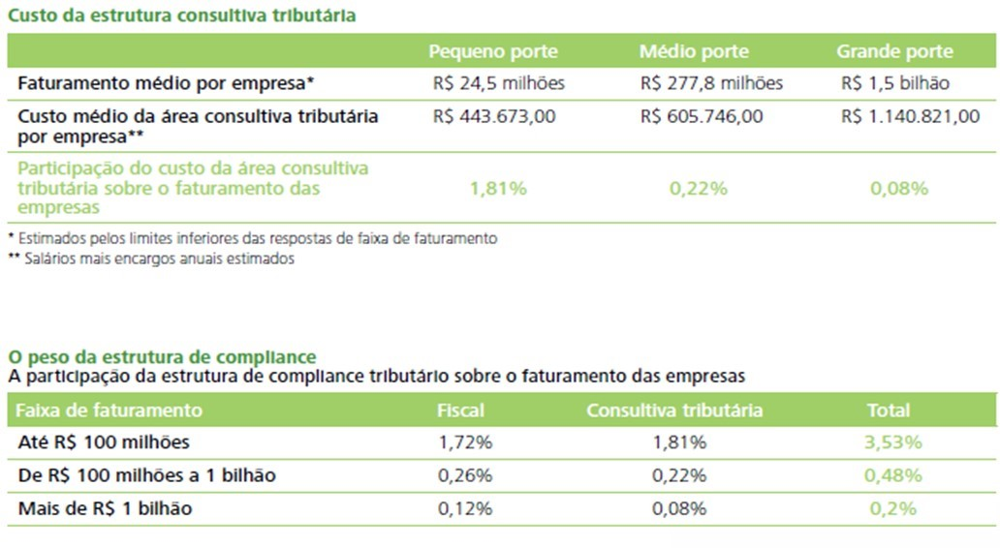 Custo da estrutura consultiva tributária
Pequeno porte Médio porte Grande porte
Faturamento médio por empresa* R$ 24,5 milhões R$ 277,8 milhões R$ 1,5 bilhão
Custo médio da área consultiva tributária
por empresa** R$ 443.673,00 R$ 605.746,00 R$ 1.140.821,00
Participação do custo da área consultiva
tributária sobre o faturamento das 1,81% 0,22% 0,08%
empresas
* Estimados pelos limites inferiores das respostas de faixa de faturamento
** Salários mais encargos anuais estimados
O peso da estrutura de compliance
A participação da estrutura de compliance tributário sobre o faturamento das empresas
Faixa de faturamento Fiscal Consultiva tributária Total
Até R$ 100 milhões 1,72% 1,81% 3,53%
De R$ 100 milhões a 1 bilhão 0,26% 0,22% 0,48%
Mais de R$ 1 bilhão 0,12% 0,08% 0,2%